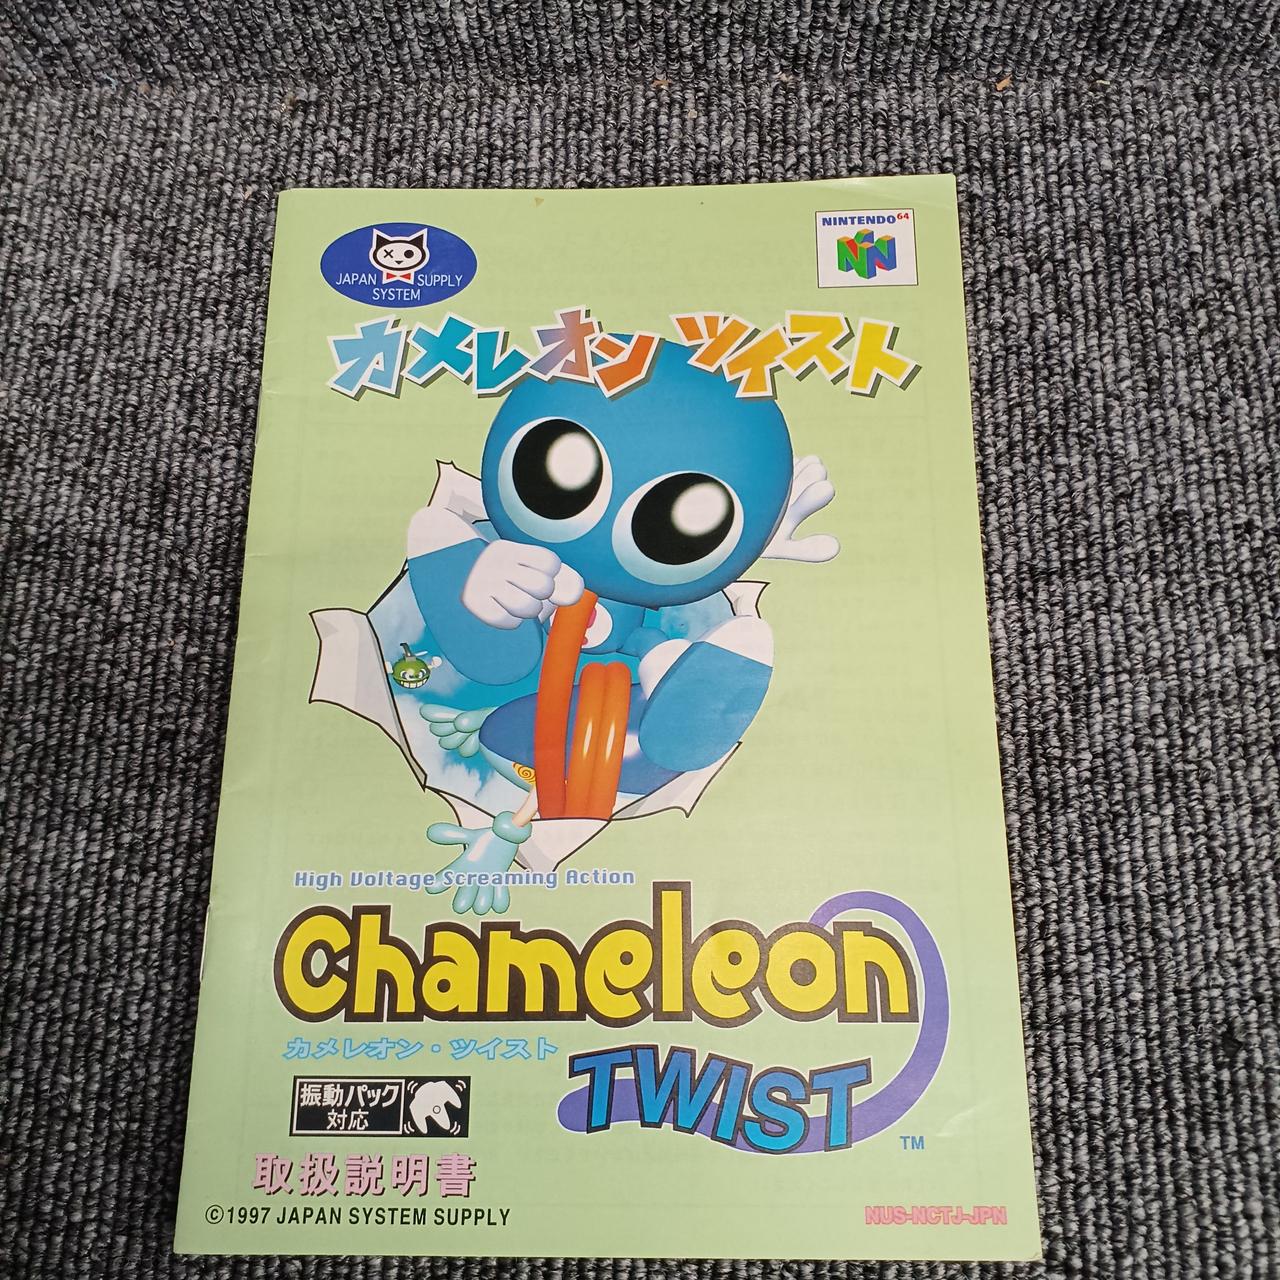 JAPAN SUPPLY
SYSTEM
NINTENDO64
カメレオン ツイスト
High Voltage Screaming Action
Chameleon
カメレオン・ツイスト
TWIST
TM
振動パック
対応
取扱説明書
©1997 JAPAN SYSTEM SUPPLY
NUS-NCTJ-JPN